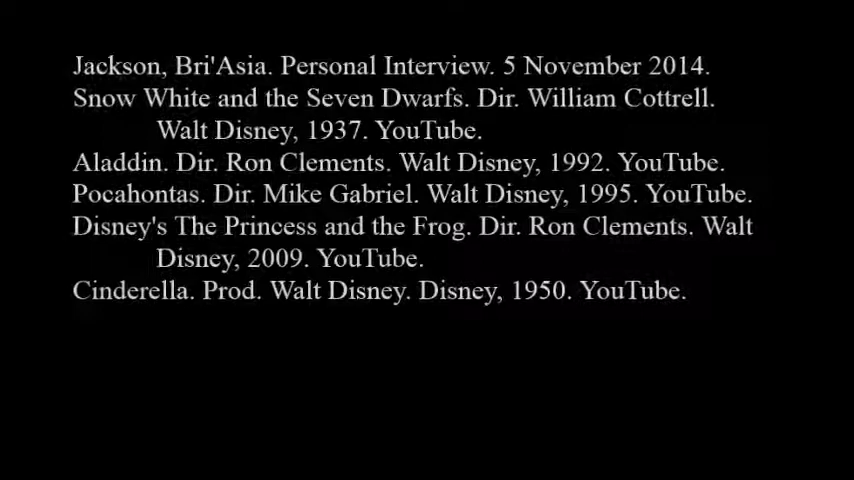 Jackson, Bri'Asia. Personal Interview. 5 November 2014.
Snow White and the Seven Dwarfs. Dir. William Cottrell.
Walt Disney, 1937. YouTube.
Aladdin. Dir. Ron Clements. Walt Disney, 1992. YouTube.
Pocahontas. Dir. Mike Gabriel. Walt Disney, 1995. YouTube.
Disney's The Princess and the Frog. Dir. Ron Clements. Walt
Disney, 2009. YouTube.
Cinderella. Prod. Walt Disney. Disney, 1950. YouTube.